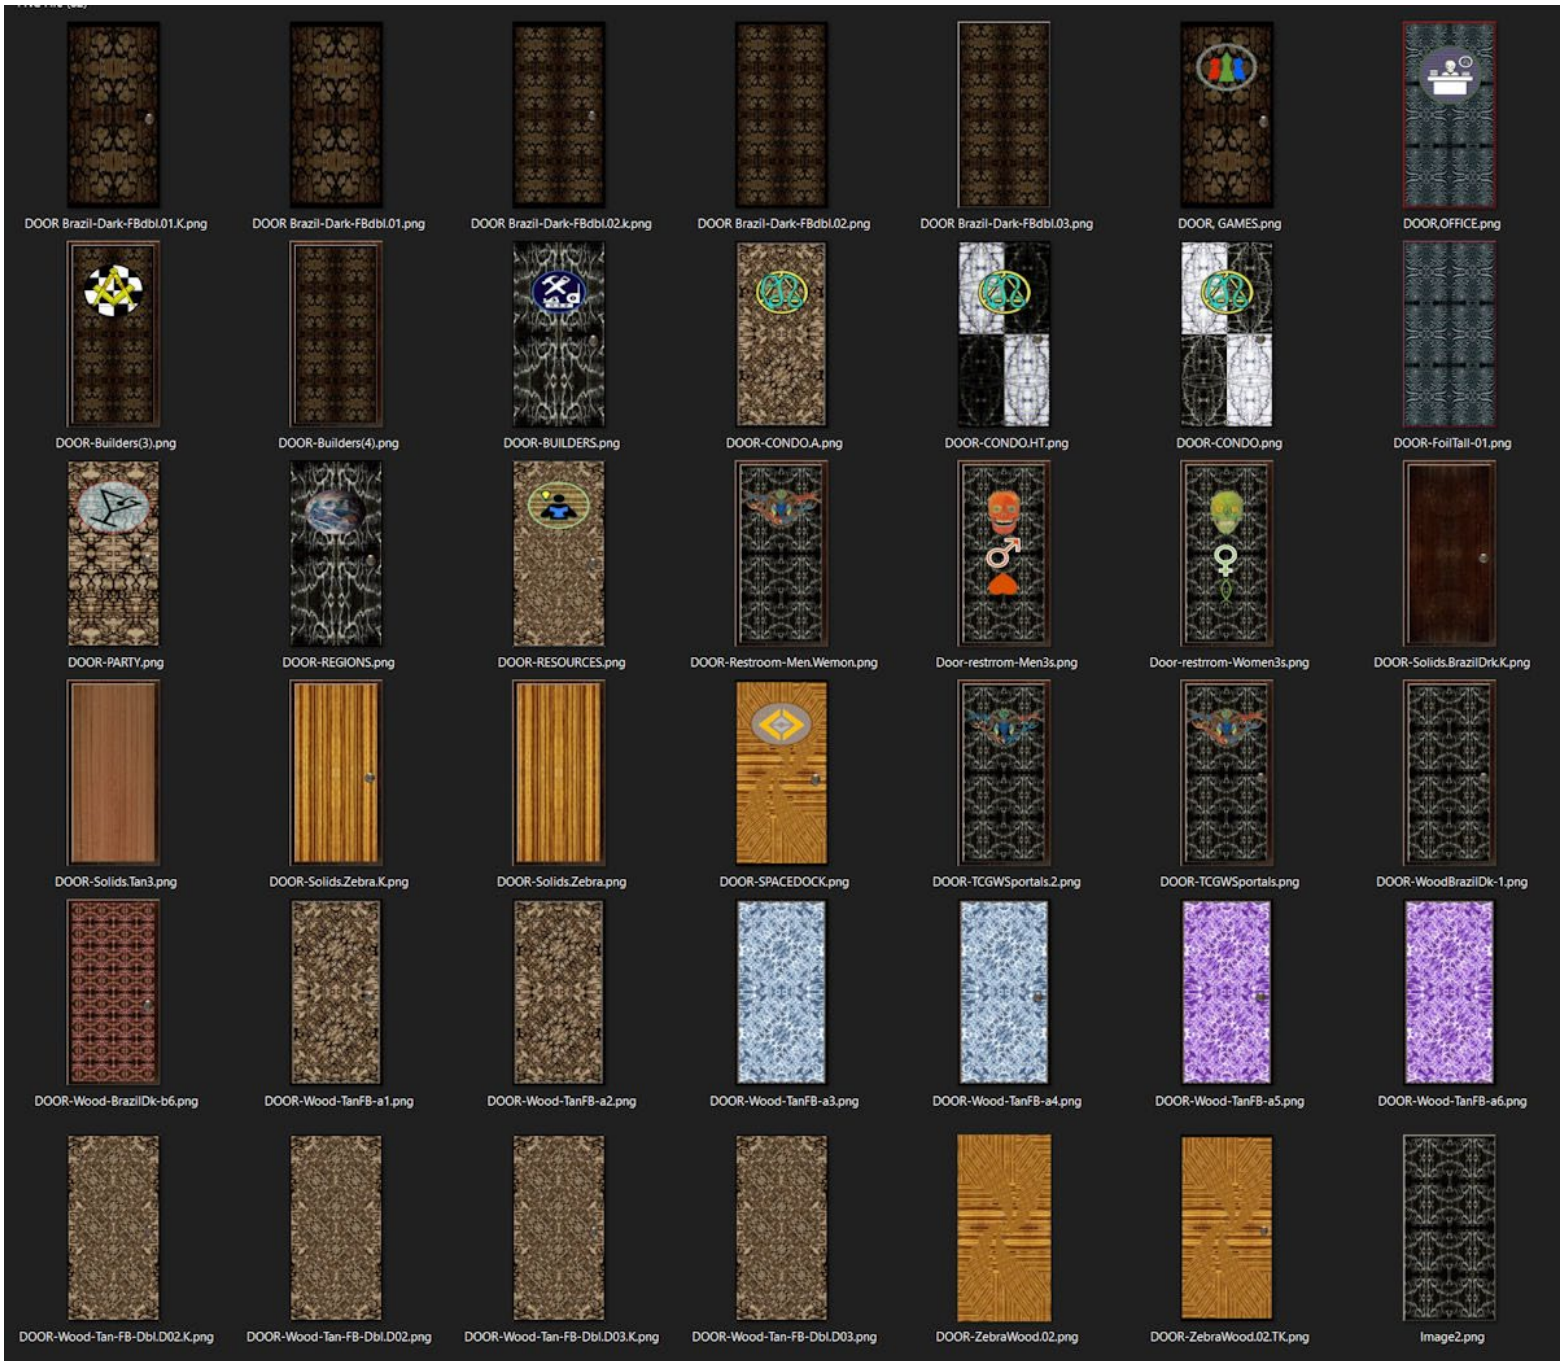 DOOR Brazil-Dark-FBdbl.01.K.png
DOOR Brazil-Dark-FBdbl.01.png
DOOR Brazil-Dark-FBdbl.02.k.png
DOOR Brazil-Dark-FBdbl.02.png
DOOR Brazil-Dark-FBdbl.03.png
DOOR, GAMES.png
DOOR,OFFICE.png
DOOR-Builders(3).png
DOOR-Builders(4).png
DOOR-BUILDERS.png
DOOR-CONDO.A.png
DOOR-CONDO.HT.png
DOOR-CONDO.png
DOOR-FoilTall-01.png
DOOR-PARTY.png
DOOR-REGIONS.png
DOOR-RESOURCES.png
DOOR-Restroom-Men.Wemon.png
Door-restrrom-Men3s.png
Door-restrrom-Women3s.png
DOOR-Solids.BrazilDrk.K.png
DOOR-Solids.Tan3.png
DOOR-Solids.Zebra.K.png
DOOR-Solids.Zebra.png
DOOR-SPACEDOCK.png
DOOR-TCGWSportals.2.png
DOOR-TCGWSportals.png
DOOR-WoodBrazilDk-1.png
DOOR-Wood-BrazilDk-b6.png
DOOR-Wood-TanFB-a1.png
DOOR-Wood-TanFB-a2.png
DOOR-Wood-TanFB-a3.png
DOOR-Wood-TanFB-a4.png
DOOR-Wood-TanFB-a5.png
DOOR-Wood-TanFB-a6.png
DOOR-Wood-Tan-FB-Dbl.D02.K.png
DOOR-Wood-Tan-FB-Dbl.D02.png
DOOR-Wood-Tan-FB-Dbl.D03.K.png
DOOR-Wood-Tan-FB-Dbl.D03.png
DOOR-ZebraWood.02.png
DOOR-ZebraWood.02.TK.png
Image2.png